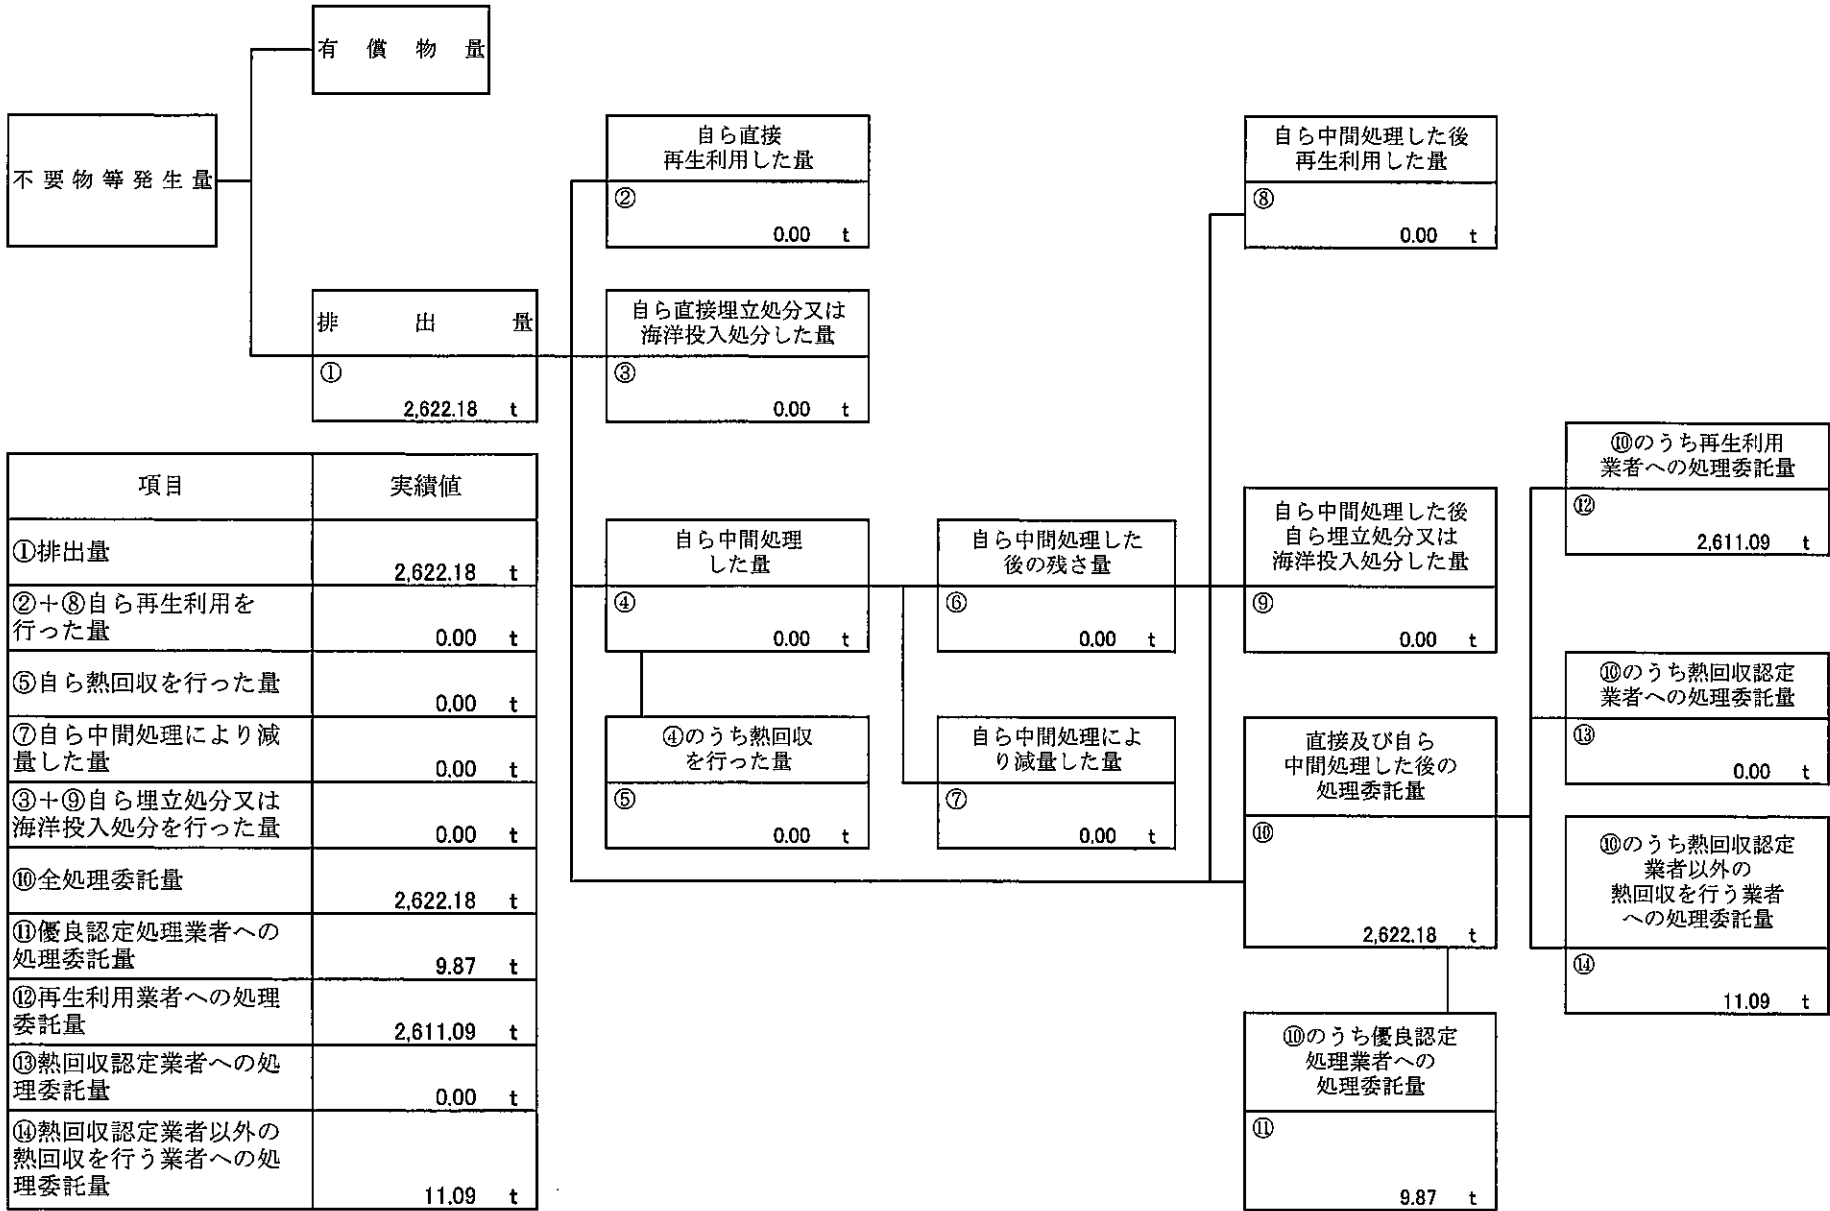 有償物量
不要物等発生量
排出量
①
2,622.18 t
自ら直接
再生利用した量
②
0.00 t
自ら直接埋立処分又は
海洋投入処分した量
③
0.00 t
自ら中間処理
した量
④
0.00 t
④のうち熱回収
を行った量
⑤
0.00 t
自ら中間処理した
後の残さ量
⑥
0.00 t
自ら中間処理によ
り減量した量
⑦
0.00 t
自ら中間処理した後
再生利用した量
⑧
0.00 t
自ら中間処理した後
自ら埋立処分又は
海洋投入処分した量
⑨
0.00 t
直接及び自ら
中間処理した後の
処理委託量
⑩
2,622.18 t
⑩のうち優良認定
処理業者への
処理委託量
⑪
9.87 t
⑩のうち再生利用
業者への処理委託量
⑫
2,611.09 t
⑩のうち熱回収認定
業者への処理委託量
⑬
0.00 t
⑩のうち熱回収認定
業者以外の
熱回収を行う業者
への処理委託量
⑭
11.09 t
項目 実績値
①排出量
2,622.18 t
②＋⑧自ら再生利用を
行った量
0.00 t
⑤自ら熱回収を行った量
0.00 t
⑦自ら中間処理により減
量した量
0.00 t
③＋⑨自ら埋立処分又は
海洋投入処分を行った量
0.00 t
⑩全処理委託量
2,622.18 t
⑪優良認定処理業者への
処理委託量
9.87 t
⑫再生利用業者への処理
委託量
2,611.09 t
⑬熱回収認定業者への処
理委託量
0.00 t
⑭熱回収認定業者以外の
熱回収を行う業者への処
理委託量
11.09 t